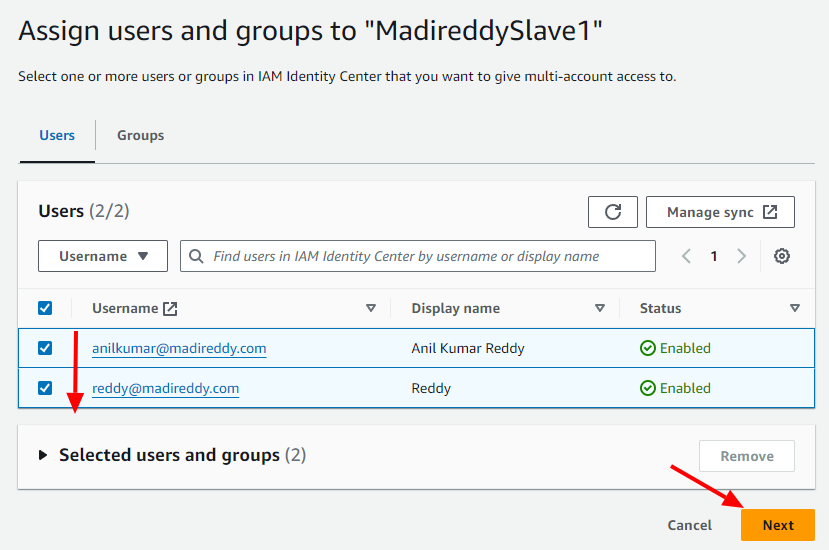 Assign users and groups to "MadireddySlave1"
Select one or more users or groups in IAM Identity Center that you want to give multi-account access to.
Users Groups
Users (2/2) Manage sync
Username Find users in IAM Identity Center by username or display name 1
Username Display name Status
anilkumar@madireddy.com Anil Kumar Reddy Enabled
reddy@madireddy.com Reddy Enabled
Selected users and groups (2) Remove
Cancel Next